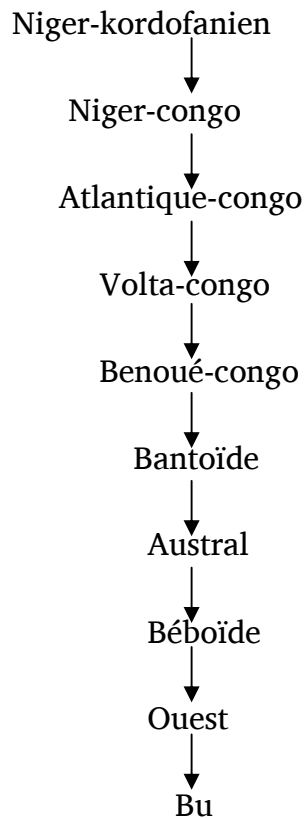 Niger-kordofanien
Niger-congo
Atlantique-congo
Volta-congo
Benoué-congo
Bantoïde
Austral
Béboïde
Ouest
Bu